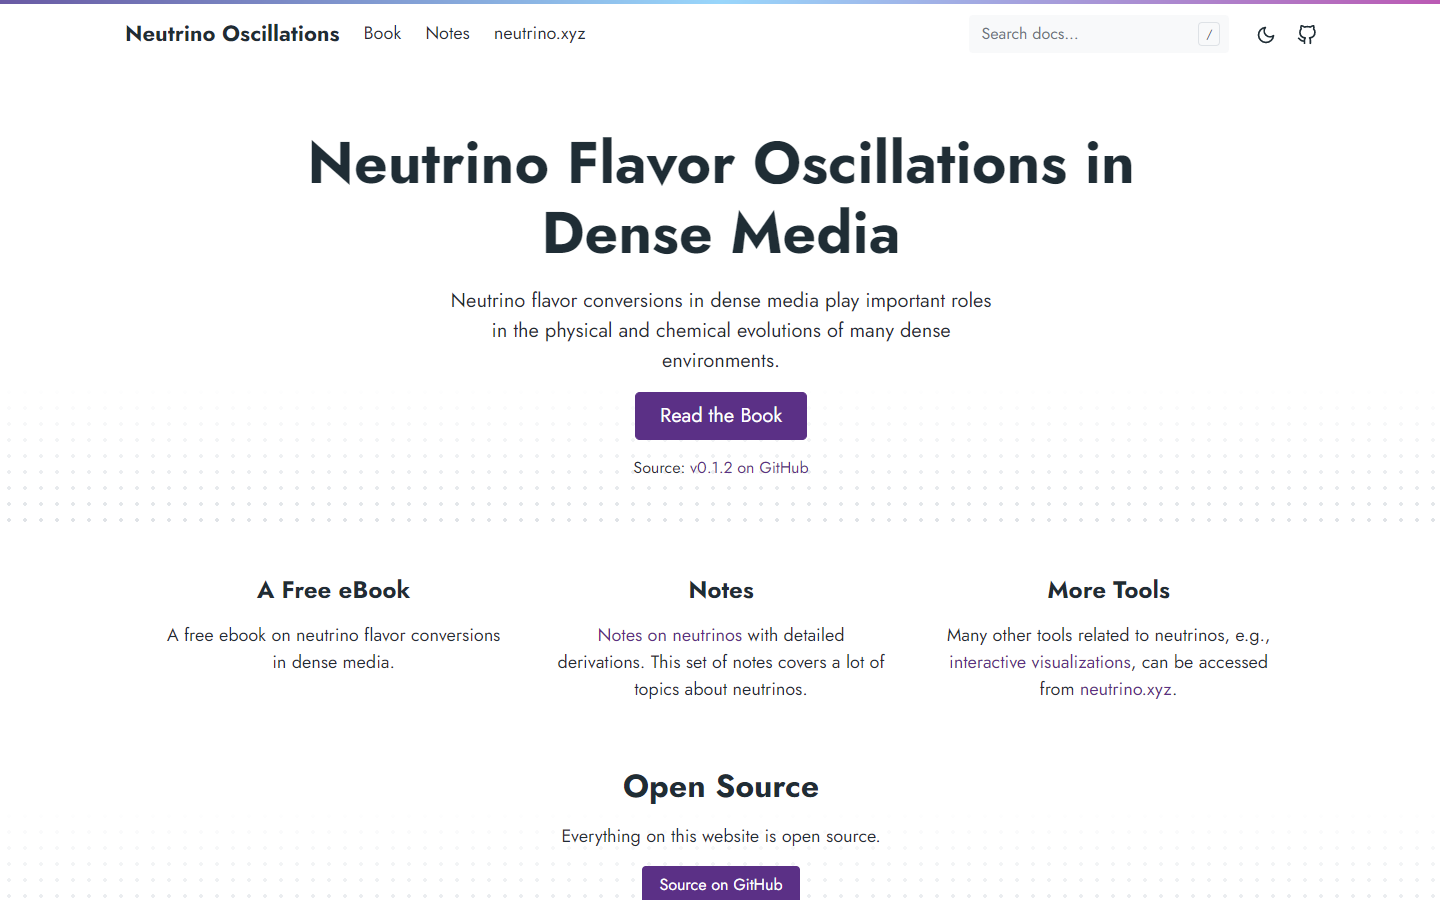 Neutrino Oscillations Book Notes neutrino.xyz Search docs... /
Neutrino Flavor Oscillations in
Dense Media
Neutrino flavor conversions in dense media play important roles
in the physical and chemical evolutions of many dense
environments.
Read the Book
Source: v0.1.2 on GitHub
A Free eBook
A free ebook on neutrino flavor conversions
in dense media.
Notes
Notes on neutrinos with detailed
derivations. This set of notes covers a lot of
topics about neutrinos.
More Tools
Many other tools related to neutrinos, e.g.,
interactive visualizations, can be accessed
from neutrino.xyz.
Open Source
Everything on this website is open source.
Source on GitHub